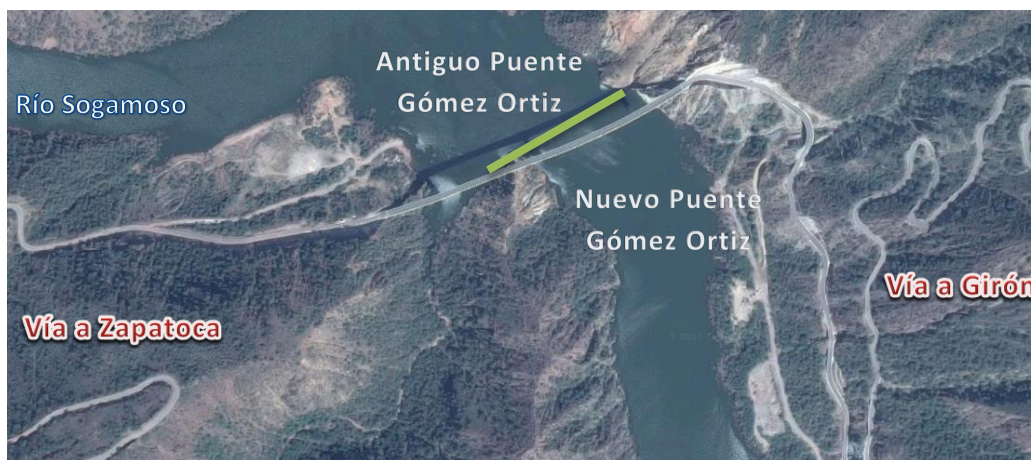 Antiguo Puente
Gómez Ortiz
Río Sogamoso
Nuevo Puente
Gómez Ortiz
Vía a Girón
Vía a Zapatoca